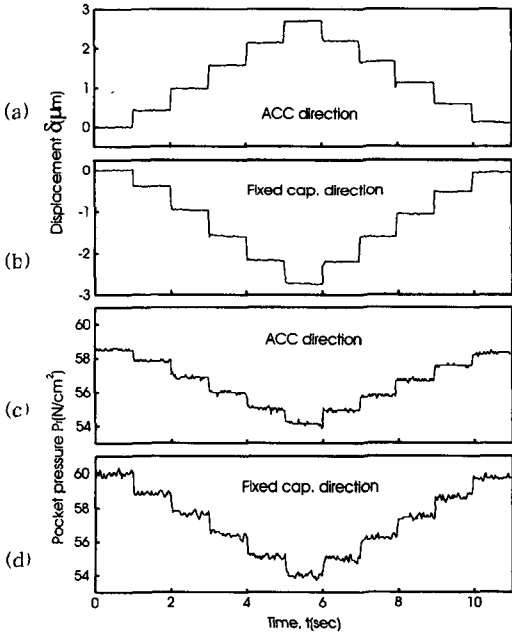 3
2
1
0
ACC direction
(a)
Displacement δ(μm)
0
-1
-2
-3
Fixed cap. direction
(b)
60
58
56
54
ACC direction
(c)
Pocket pressure Pr(N/cm²)
60
58
56
54
Fixed cap. direction
(d)
0 2 4 6 8 10
Time, t(sec)